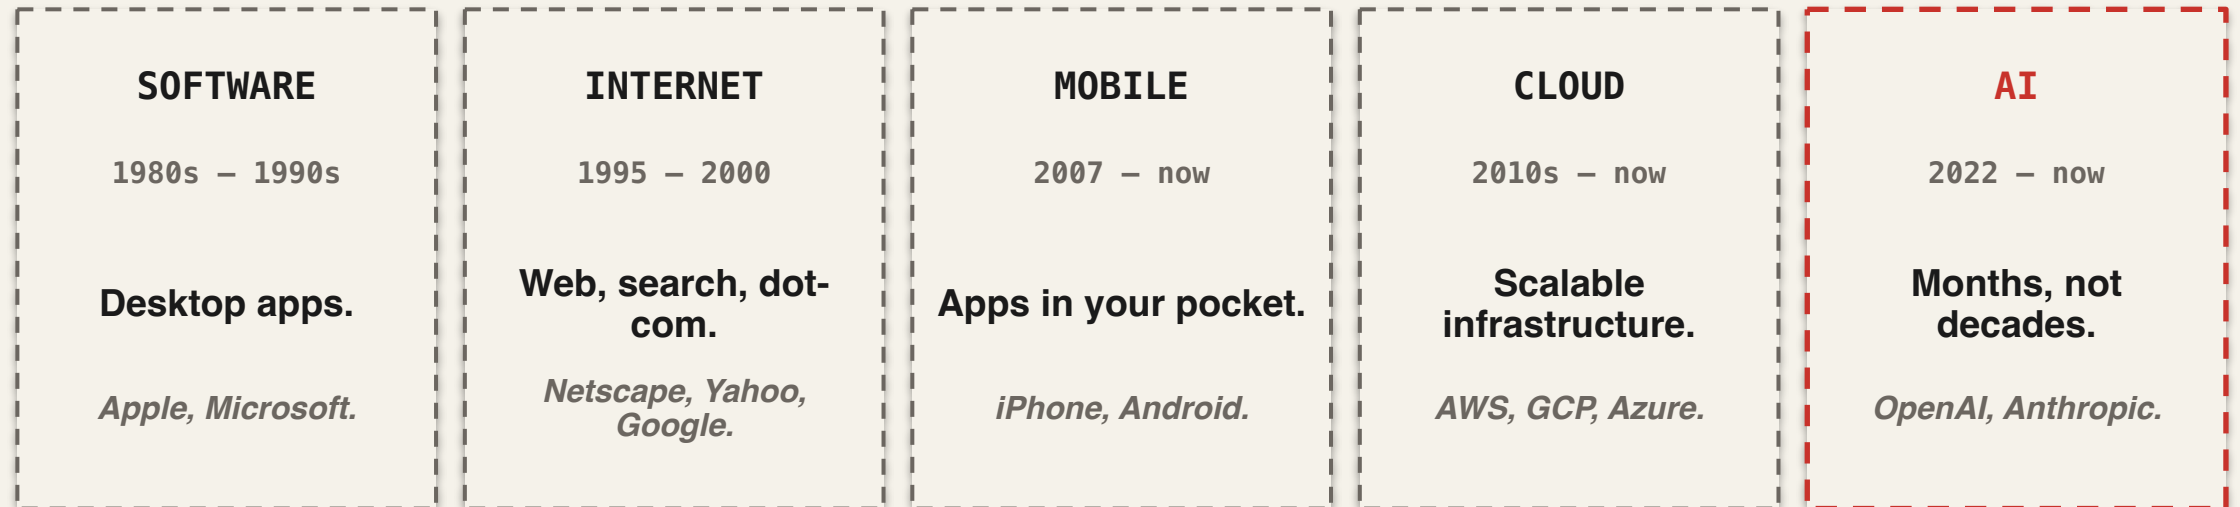 SOFTWARE
1980s — 1990s
Desktop apps.
Apple, Microsoft.
INTERNET
1995 — 2000
Web, search, dot-
com.
Netscape, Yahoo,
Google.
MOBILE
2007 — now
Apps in your pocket.
iPhone, Android.
CLOUD
2010s — now
Scalable
infrastructure.
AWS, GCP, Azure.
AI
2022 — now
Months, not
decades.
OpenAI, Anthropic.